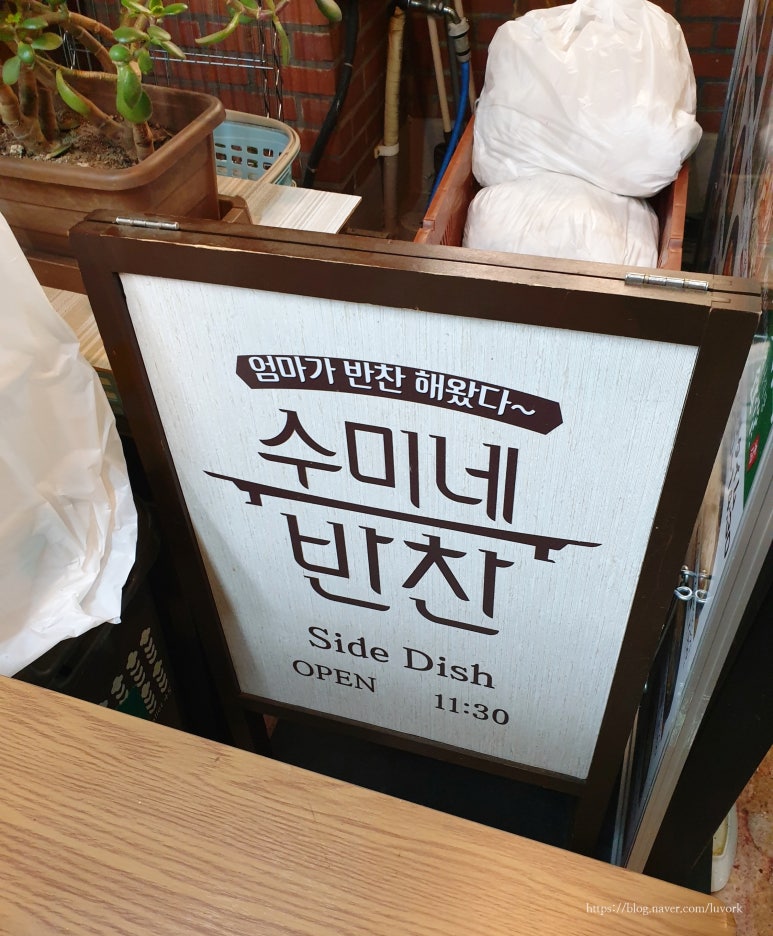 엄마가 반찬 해왔다~
수미네
반찬
Side Dish
OPEN 11:30
https://blog.naver.com/luvork